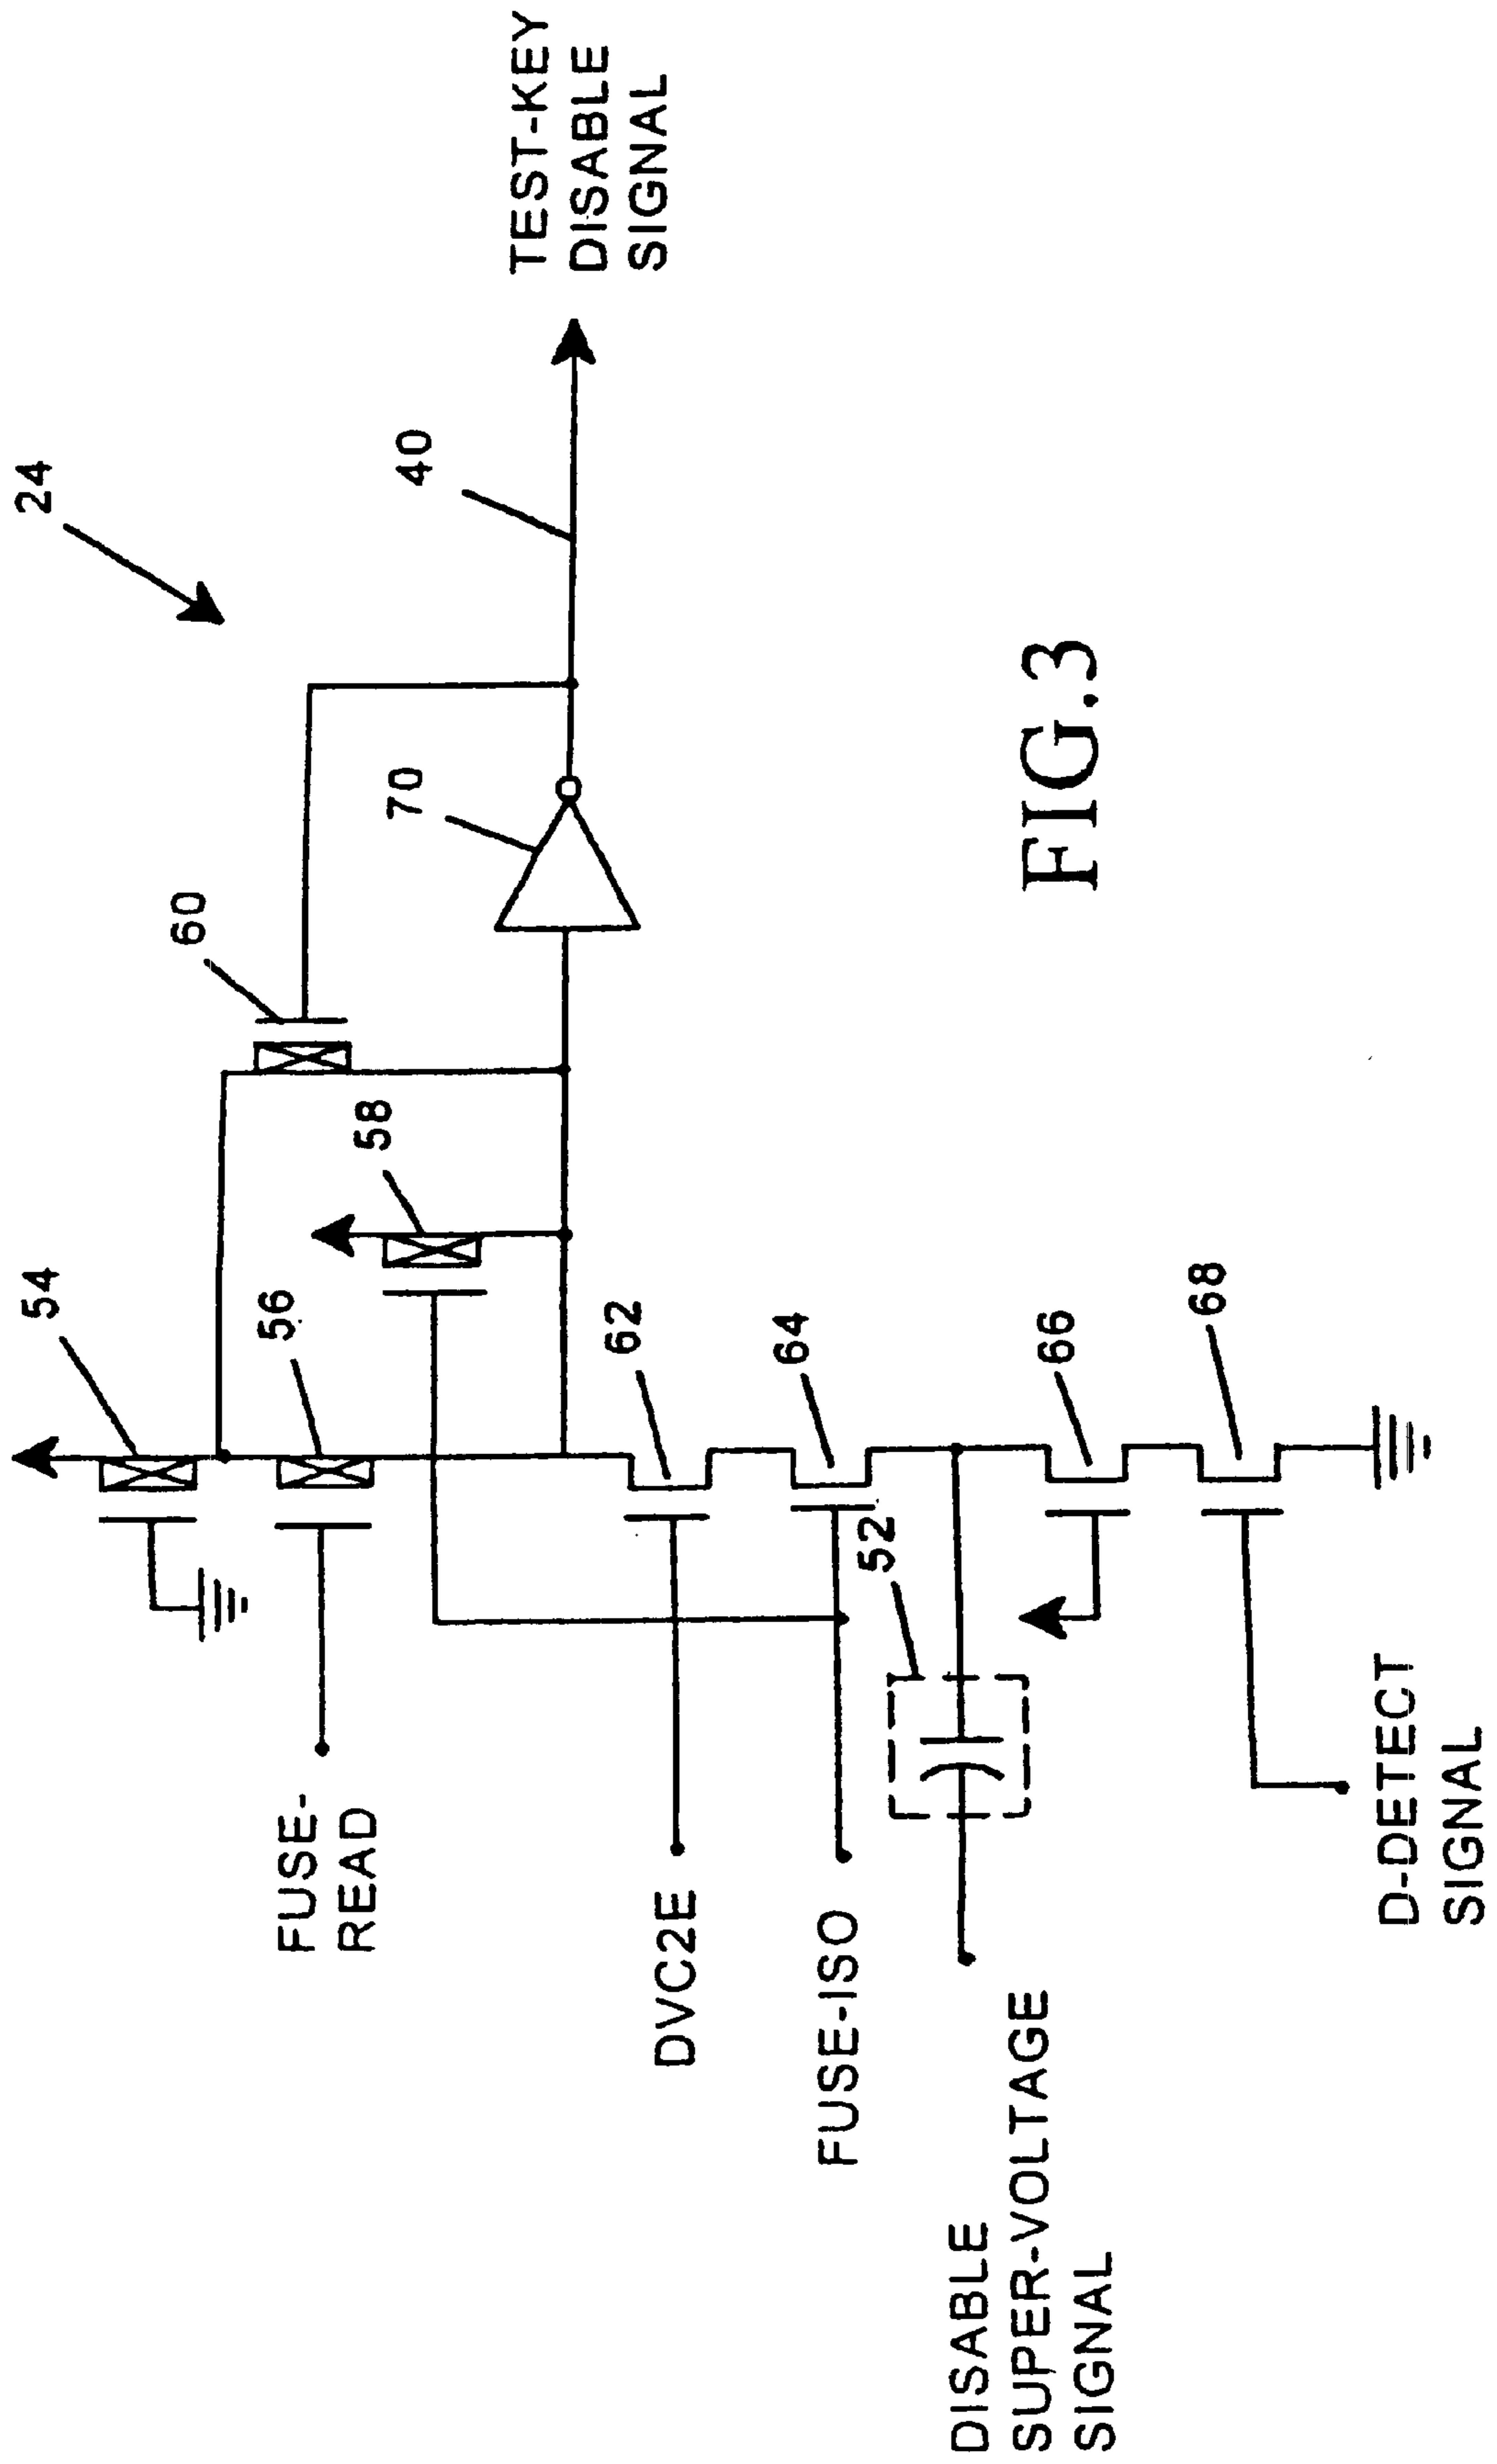 24
54
56
58
60
70
40
TEST-KEY
DISABLE
SIGNAL
FUSE-
READ
62
DVC2E
64
FUSE-ISO
52
DISABLE
SUPER-VOLTAGE
SIGNAL
66
68
D-DETECT
SIGNAL
FIG.3